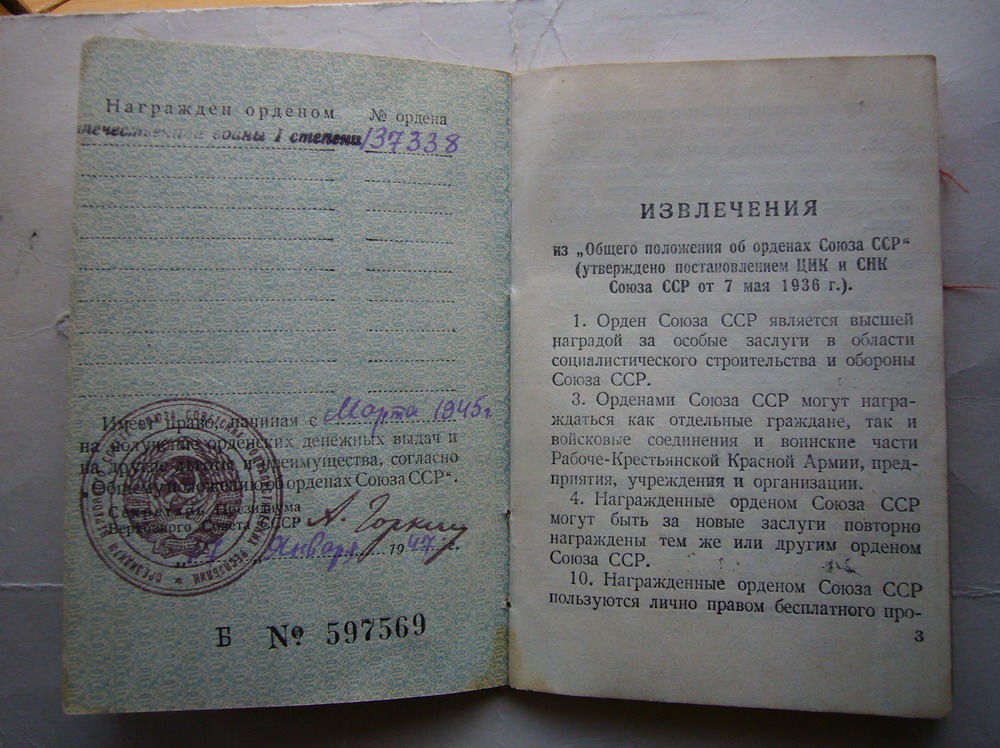 Награжден орденом № ордена
течественной войны I степени 137338
Имеет право, начиная с Марта 1945г
на получение орденских денежных выдач и
на другие льготы и преимущества, согласно
Общему положению об орденах Союза ССР“.
Секретарь Президиума
Верховного Совета СССР А. Горкин
Января 1947 г.
Б № 597569
ИЗВЛЕЧЕНИЯ
из „Общего положения об орденах Союза ССР“
(утверждено постановлением ЦИК и СНК
Союза ССР от 7 мая 1936 г.).
1. Орден Союза ССР является высшей
наградой за особые заслуги в области
социалистического строительства и обороны
Союза ССР.
3. Орденами Союза ССР могут награ-
ждаться как отдельные граждане, так и
войсковые соединения и воинские части
Рабоче-Крестьянской Красной Армии, пред-
приятия, учреждения и организации.
4. Награжденные орденом Союза ССР
могут быть за новые заслуги повторно
награждены тем же или другим орденом
Союза ССР.
10. Награжденные орденом Союза ССР
пользуются лично правом бесплатного про-
3